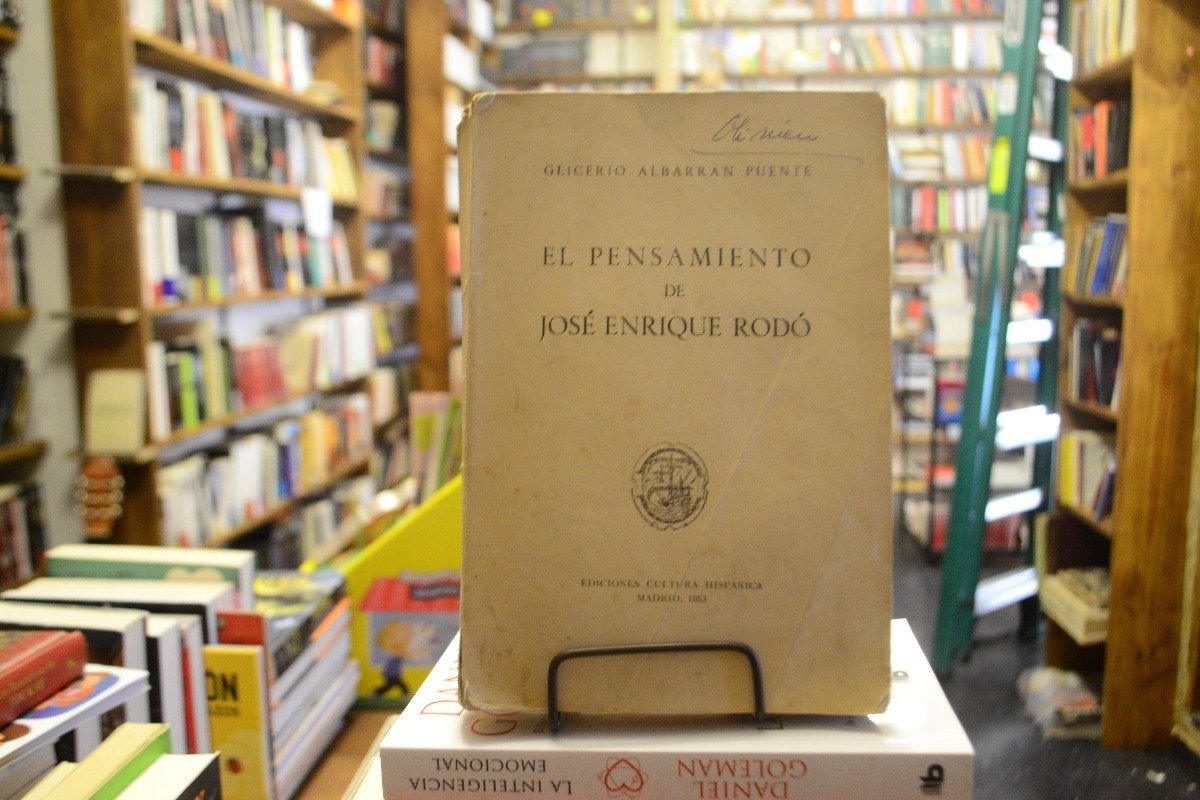 GLICERIO ALBARRAN PUENTE
EL PENSAMIENTO
DE
JOSÉ ENRIQUE RODÓ
EDICIONES CULTURA HISPANICA
MADRID, 1953
DANIEL
GOLEMAN
LA INTELIGENCIA
EMOCIONAL